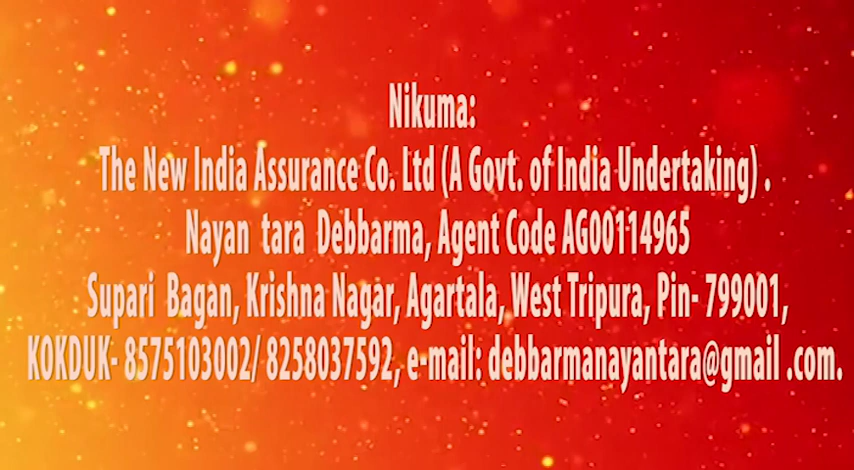 Nikuma:
The New India Assurance Co. Ltd (A Govt. of India Undertaking) .
Nayan tara Debbarma, Agent Code AG00114965
Supari Bagan, Krishna Nagar, Agartala, West Tripura, Pin- 799001,
KOKDUK- 8575103002/ 8258037592, e-mail: debbarmanayantara@gmail .com.